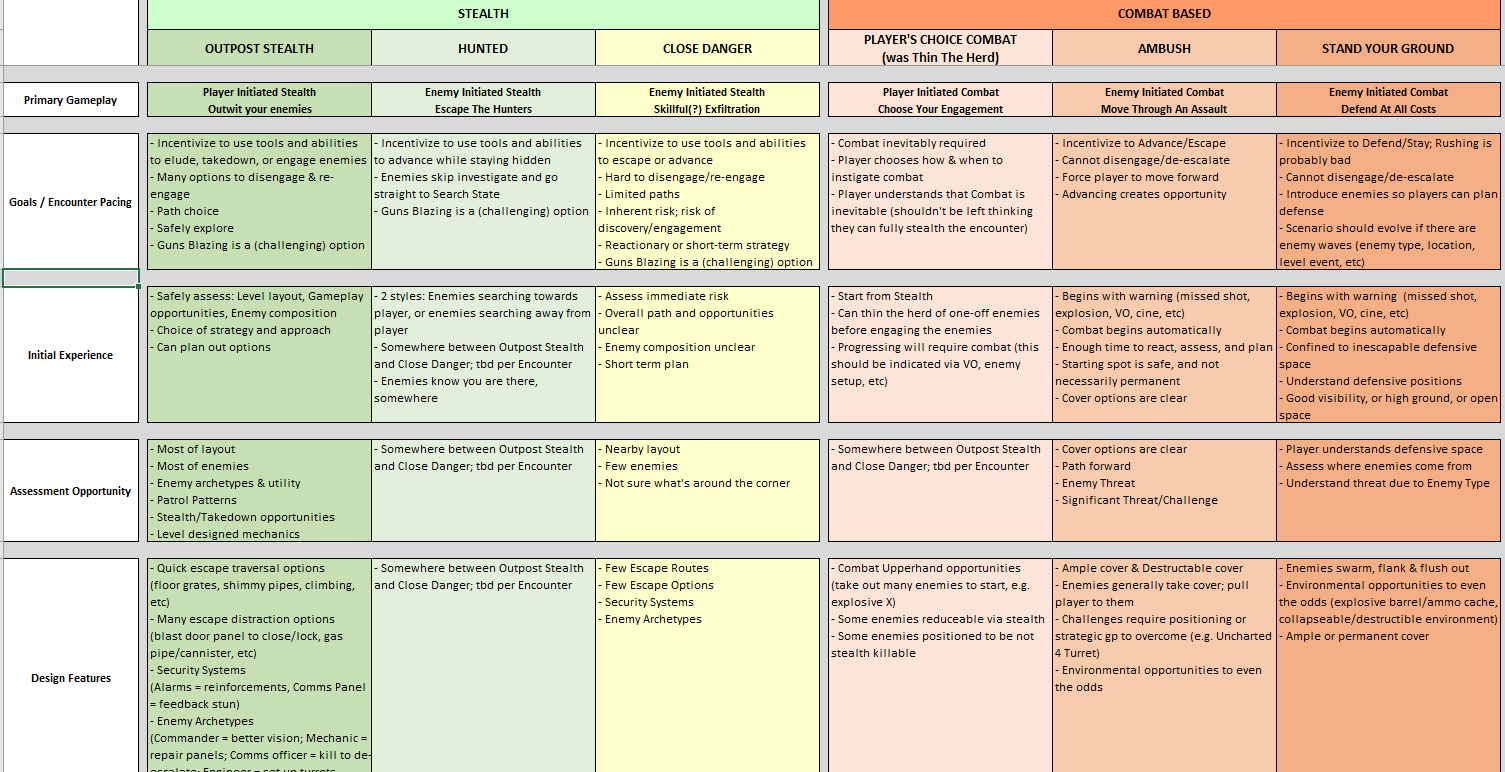 STEALTH
COMBAT BASED
OUTPOST STEALTH
HUNTED
CLOSE DANGER
PLAYER'S CHOICE COMBAT
(was Thin The Herd)
AMBUSH
STAND YOUR GROUND
Primary Gameplay
Player Initiated Stealth
Outwit your enemies
Enemy Initiated Stealth
Escape The Hunters
Enemy Initiated Stealth
Skillful(?) Exfiltration
Player Initiated Combat
Choose Your Engagement
Enemy Initiated Combat
Move Through An Assault
Enemy Initiated Combat
Defend At All Costs
Goals / Encounter Pacing
- Incentivize to use tools and abilities
to elude, takedown, or engage enemies
- Many options to disengage & re-
engage
- Path choice
- Safely explore
- Guns Blazing is a (challenging) option
- Incentivize to use tools and abilities
to advance while staying hidden
- Enemies skip investigate and go
straight to Search State
- Guns Blazing is a (challenging) option
- Incentivize to use tools and abilities
to escape or advance
- Hard to disengage/re-engage
- Limited paths
- Inherent risk; risk of
discovery/engagement
- Reactionary or short-term strategy
- Guns Blazing is a (challenging) option
- Combat inevitably required
- Player chooses how & when to
instigate combat
- Player understands that Combat is
inevitable (shouldn't be left thinking
they can fully stealth the encounter)
- Incentivize to Advance/Escape
- Cannot disengage/de-escalate
- Force player to move forward
- Advancing creates opportunity
- Incentivize to Defend/Stay; Rushing is
probably bad
- Cannot disengage/de-escalate
- Introduce enemies so players can plan
defense
- Scenario should evolve if there are
enemy waves (enemy type, location,
level event, etc)
Initial Experience
- Safely assess: Level layout, Gameplay
opportunities, Enemy composition
- Choice of strategy and approach
- Can plan out options
- 2 styles: Enemies searching towards
player, or enemies searching away from
player
- Somewhere between Outpost Stealth
and Close Danger; tbd per Encounter
- Enemies know you are there,
somewhere
- Assess immediate risk
- Overall path and opportunities
unclear
- Enemy composition unclear
- Short term plan
- Start from Stealth
- Can thin the herd of one-off enemies
before engaging the enemies
- Progressing will require combat (this
should be indicated via VO, enemy
setup, etc)
- Begins with warning (missed shot,
explosion, VO, cine, etc)
- Combat begins automatically
- Enough time to react, assess, and plan
- Starting spot is safe, and not
necessarily permanent
- Cover options are clear
- Begins with warning (missed shot,
explosion, VO, cine, etc)
- Combat begins automatically
- Confined to inescapable defensive
space
- Understand defensive positions
- Good visibility, or high ground, or open
space
Assessment Opportunity
- Most of layout
- Most of enemies
- Enemy archetypes & utility
- Patrol Patterns
- Stealth/Takedown opportunities
- Level designed mechanics
- Somewhere between Outpost Stealth
and Close Danger; tbd per Encounter
- Nearby layout
- Few enemies
- Not sure what's around the corner
- Somewhere between Outpost Stealth
and Close Danger; tbd per Encounter
- Cover options are clear
- Path forward
- Enemy Threat
- Significant Threat/Challenge
- Player understands defensive space
- Assess where enemies come from
- Understand threat due to Enemy Type
Design Features
- Quick escape traversal options
(floor grates, shimmy pipes, climbing,
etc)
- Many escape distraction options
(blast door panel to close/lock, gas
pipe/cannister, etc)
- Security Systems
(Alarms = reinforcements, Comms Panel
= feedback stun)
- Enemy Archetypes
(Commander = better vision; Mechanic =
repair panels; Comms officer = kill to de-
escalate; Engineer = set up turrets
- Somewhere between Outpost Stealth
and Close Danger; tbd per Encounter
- Few Escape Routes
- Few Escape Options
- Security Systems
- Enemy Archetypes
- Combat Upperhand opportunities
(take out many enemies to start, e.g.
explosive X)
- Some enemies reduceable via stealth
- Some enemies positioned to be not
stealth killable
- Ample cover & Destructable cover
- Enemies generally take cover; pull
player to them
- Challenges require positioning or
strategic gp to overcome (e.g. Uncharted
4 Turret)
- Environmental opportunities to even
the odds
- Enemies swarm, flank & flush out
- Environmental opportunities to even
the odds (explosive barrel/ammo cache,
collapseable/destructible environment)
- Ample or permanent cover